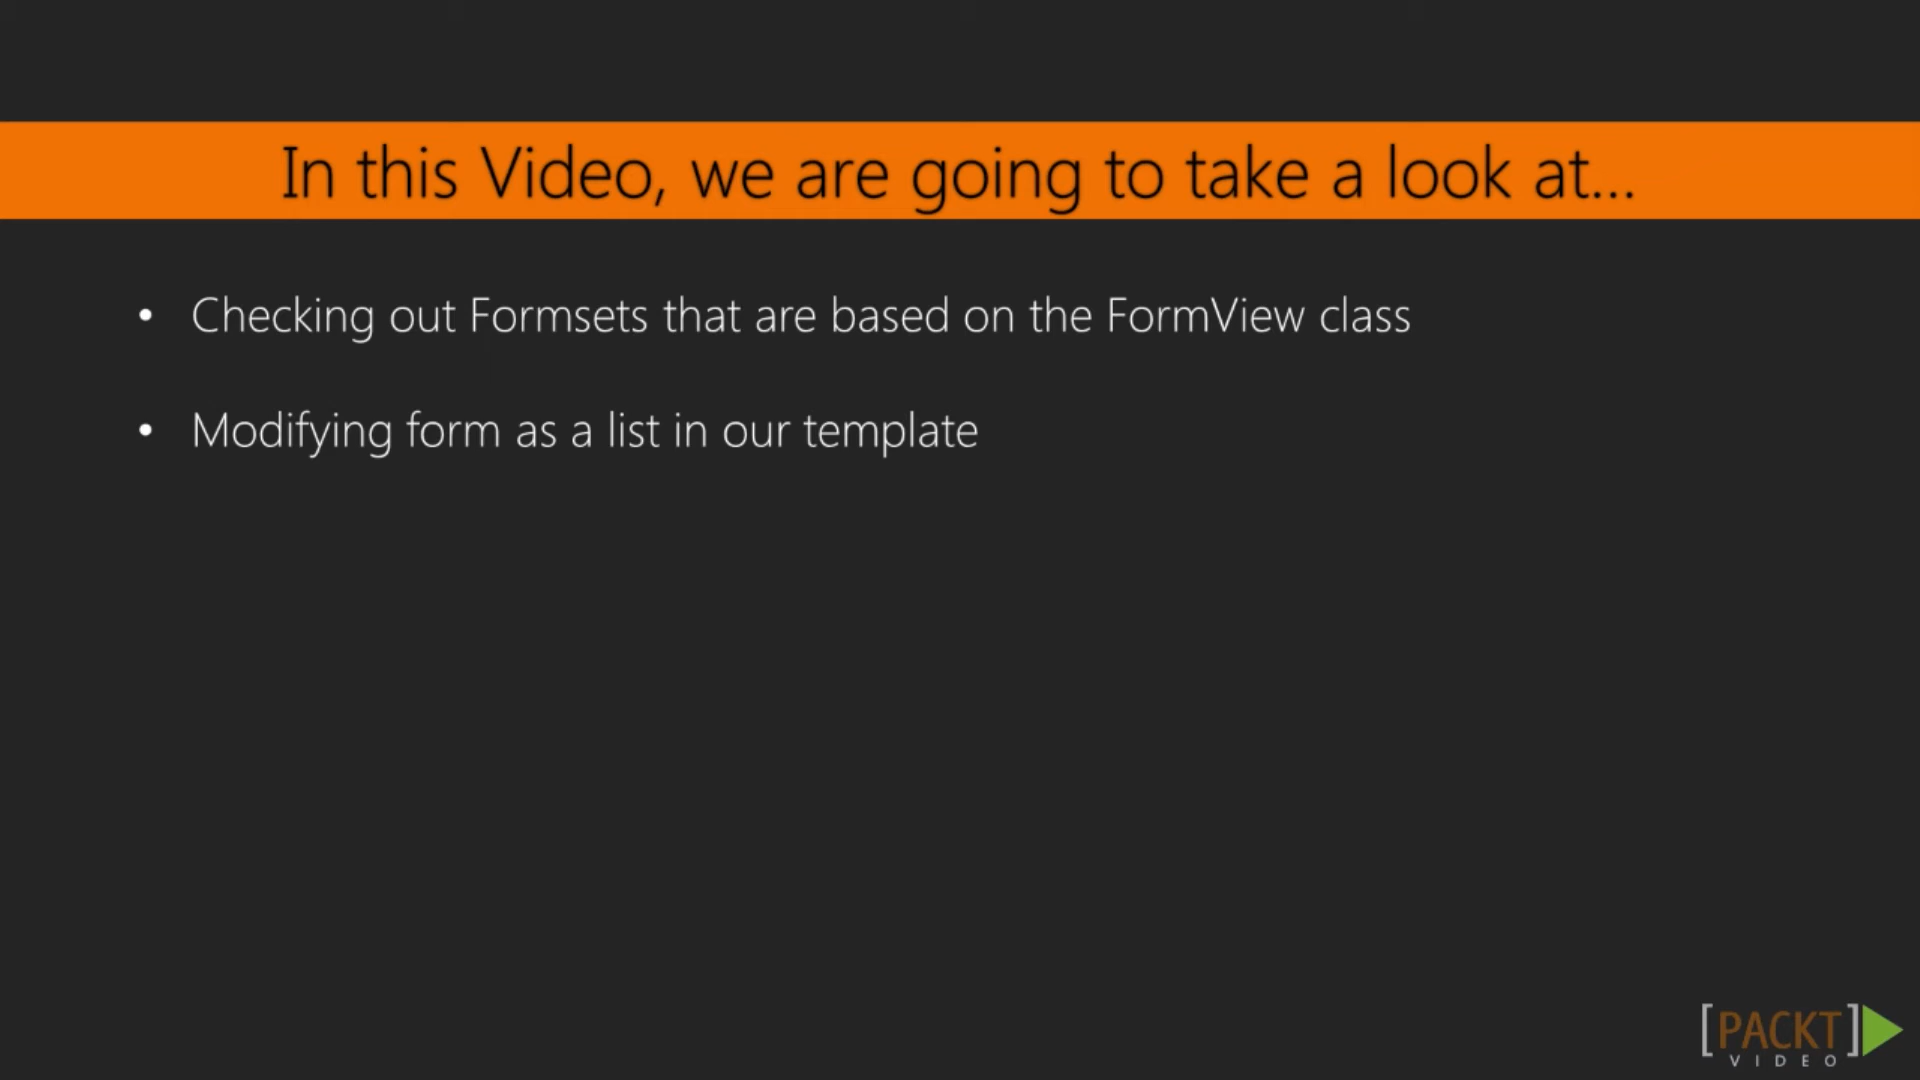 In this Video, we are going to take a look at...
• Checking out Formsets that are based on the FormView class
• Modifying form as a list in our template
[PACKT]
VIDEO